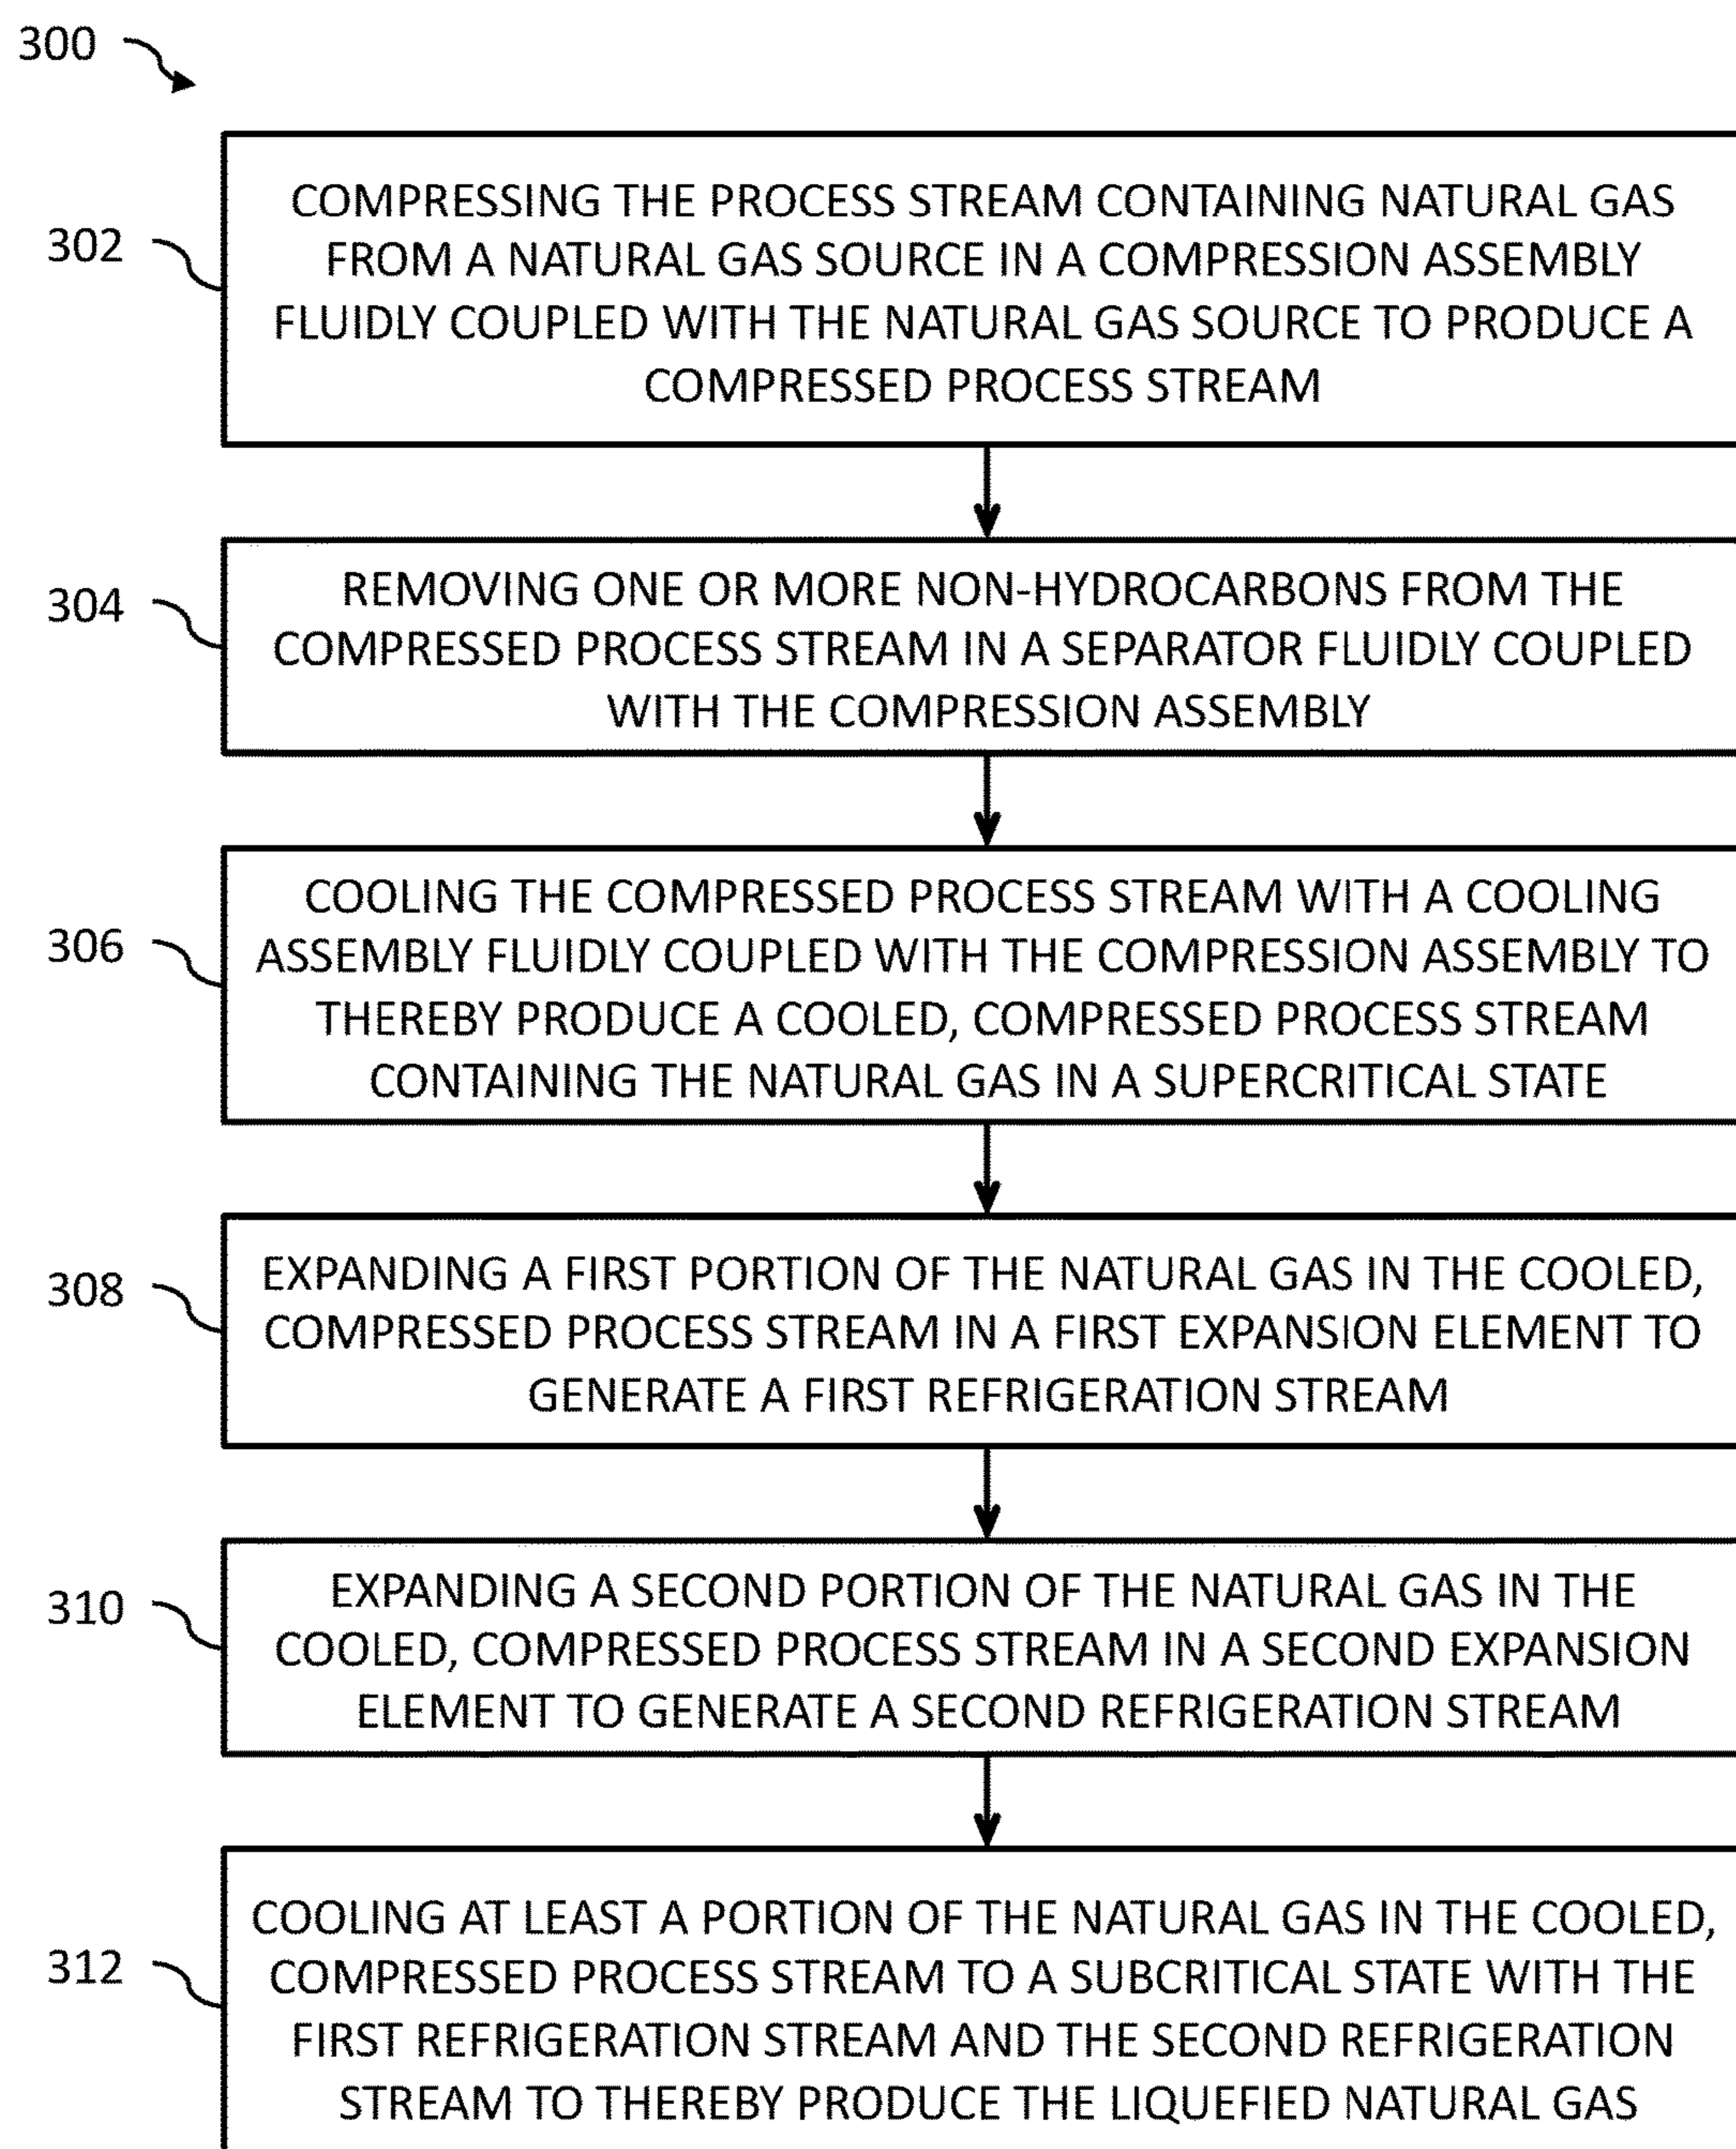 300
302
COMPRESSING THE PROCESS STREAM CONTAINING NATURAL GAS
FROM A NATURAL GAS SOURCE IN A COMPRESSION ASSEMBLY
FLUIDLY COUPLED WITH THE NATURAL GAS SOURCE TO PRODUCE A
COMPRESSED PROCESS STREAM
304
REMOVING ONE OR MORE NON-HYDROCARBONS FROM THE
COMPRESSED PROCESS STREAM IN A SEPARATOR FLUIDLY COUPLED
WITH THE COMPRESSION ASSEMBLY
306
COOLING THE COMPRESSED PROCESS STREAM WITH A COOLING
ASSEMBLY FLUIDLY COUPLED WITH THE COMPRESSION ASSEMBLY TO
THEREBY PRODUCE A COOLED, COMPRESSED PROCESS STREAM
CONTAINING THE NATURAL GAS IN A SUPERCRITICAL STATE
308
EXPANDING A FIRST PORTION OF THE NATURAL GAS IN THE COOLED,
COMPRESSED PROCESS STREAM IN A FIRST EXPANSION ELEMENT TO
GENERATE A FIRST REFRIGERATION STREAM
310
EXPANDING A SECOND PORTION OF THE NATURAL GAS IN THE
COOLED, COMPRESSED PROCESS STREAM IN A SECOND EXPANSION
ELEMENT TO GENERATE A SECOND REFRIGERATION STREAM
312
COOLING AT LEAST A PORTION OF THE NATURAL GAS IN THE COOLED,
COMPRESSED PROCESS STREAM TO A SUBCRITICAL STATE WITH THE
FIRST REFRIGERATION STREAM AND THE SECOND REFRIGERATION
STREAM TO THEREBY PRODUCE THE LIQUEFIED NATURAL GAS